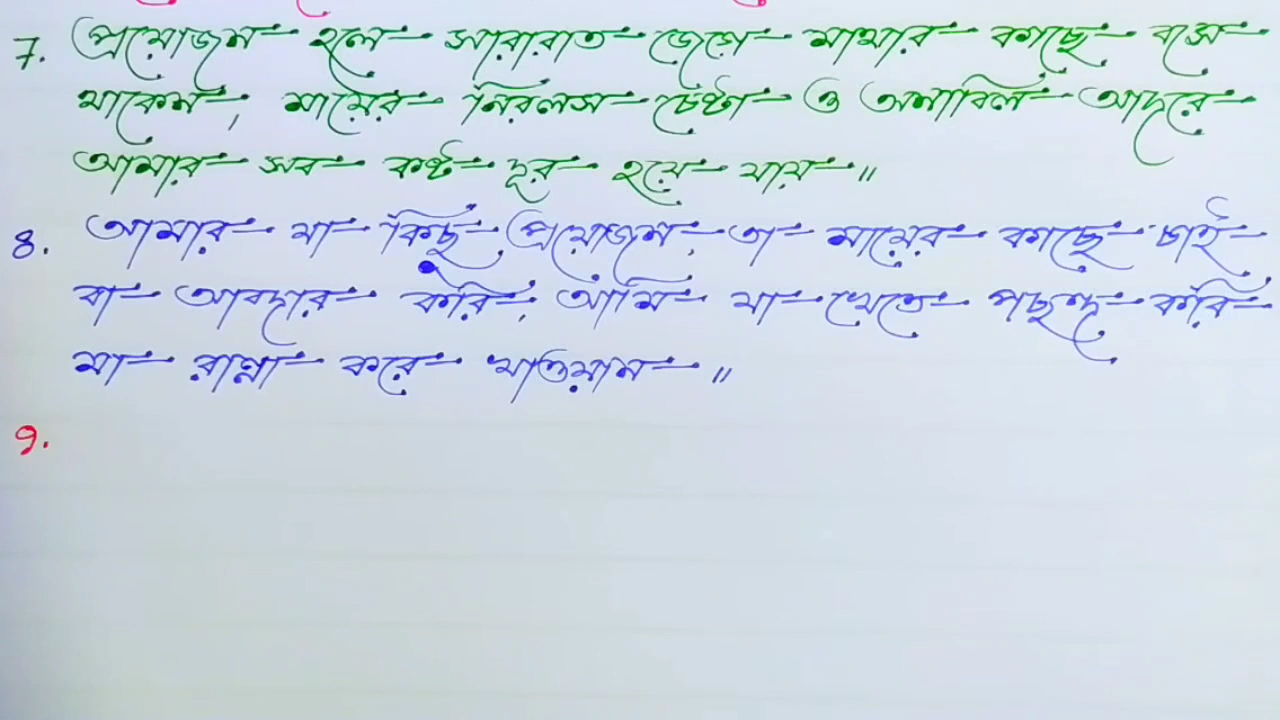 7. প্রয়োজন হলে সারারাত জেগে মাথার কাছে বসে
থাকেন, মায়ের নিরলস চেষ্টা ও অনাবিল আদরে
আমার সব কষ্ট দূর হয়ে যায়॥
8. আমার যা কিছু প্রয়োজন, তা মায়ের কাছে চাই
বা আবদার করি, আমি যা খেতে পছন্দ করি
মা রান্না করে খাওয়ান॥
9.